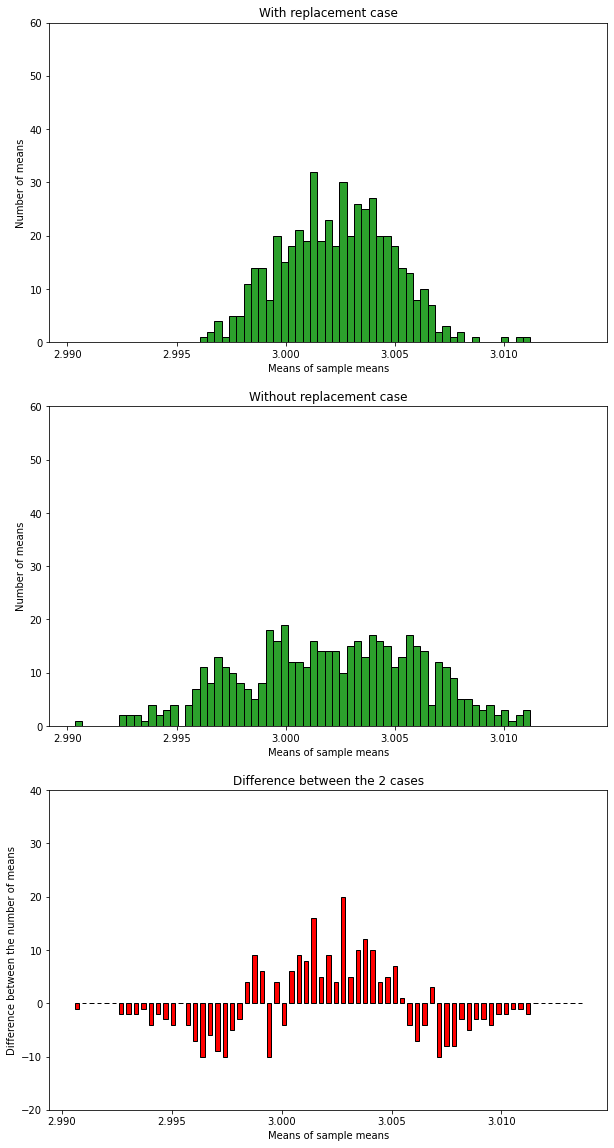 With replacement case
60
50
40
30
20
10
0
Number of means
2.990 2.995 3.000 3.005 3.010
Means of sample means
Without replacement case
60
50
40
30
20
10
0
Number of means
2.990 2.995 3.000 3.005 3.010
Means of sample means
Difference between the 2 cases
40
30
20
10
0
−10
−20
Difference between the number of means
2.990 2.995 3.000 3.005 3.010
Means of sample means